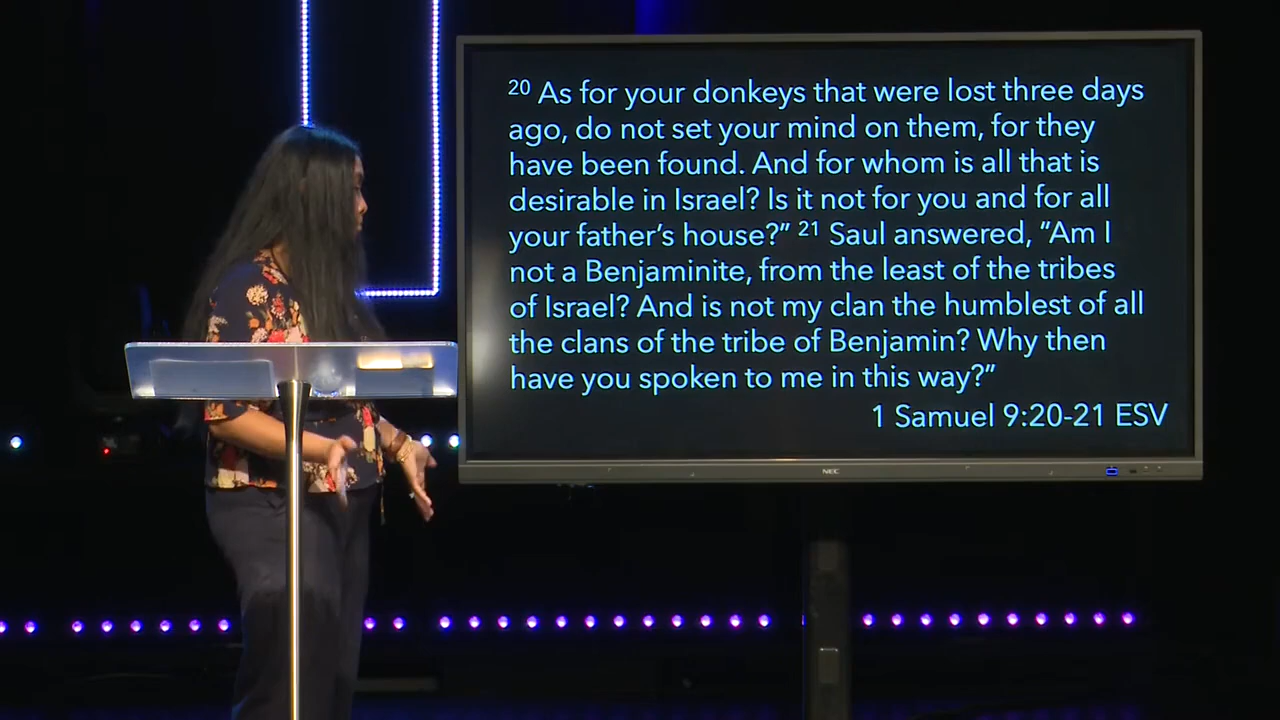 20 As for your donkeys that were lost three days
ago, do not set your mind on them, for they
have been found. And for whom is all that is
desirable in Israel? Is it not for you and for all
your father’s house?” 21 Saul answered, “Am I
not a Benjaminite, from the least of the tribes
of Israel? And is not my clan the humblest of all
the clans of the tribe of Benjamin? Why then
have you spoken to me in this way?”
1 Samuel 9:20-21 ESV
NEC